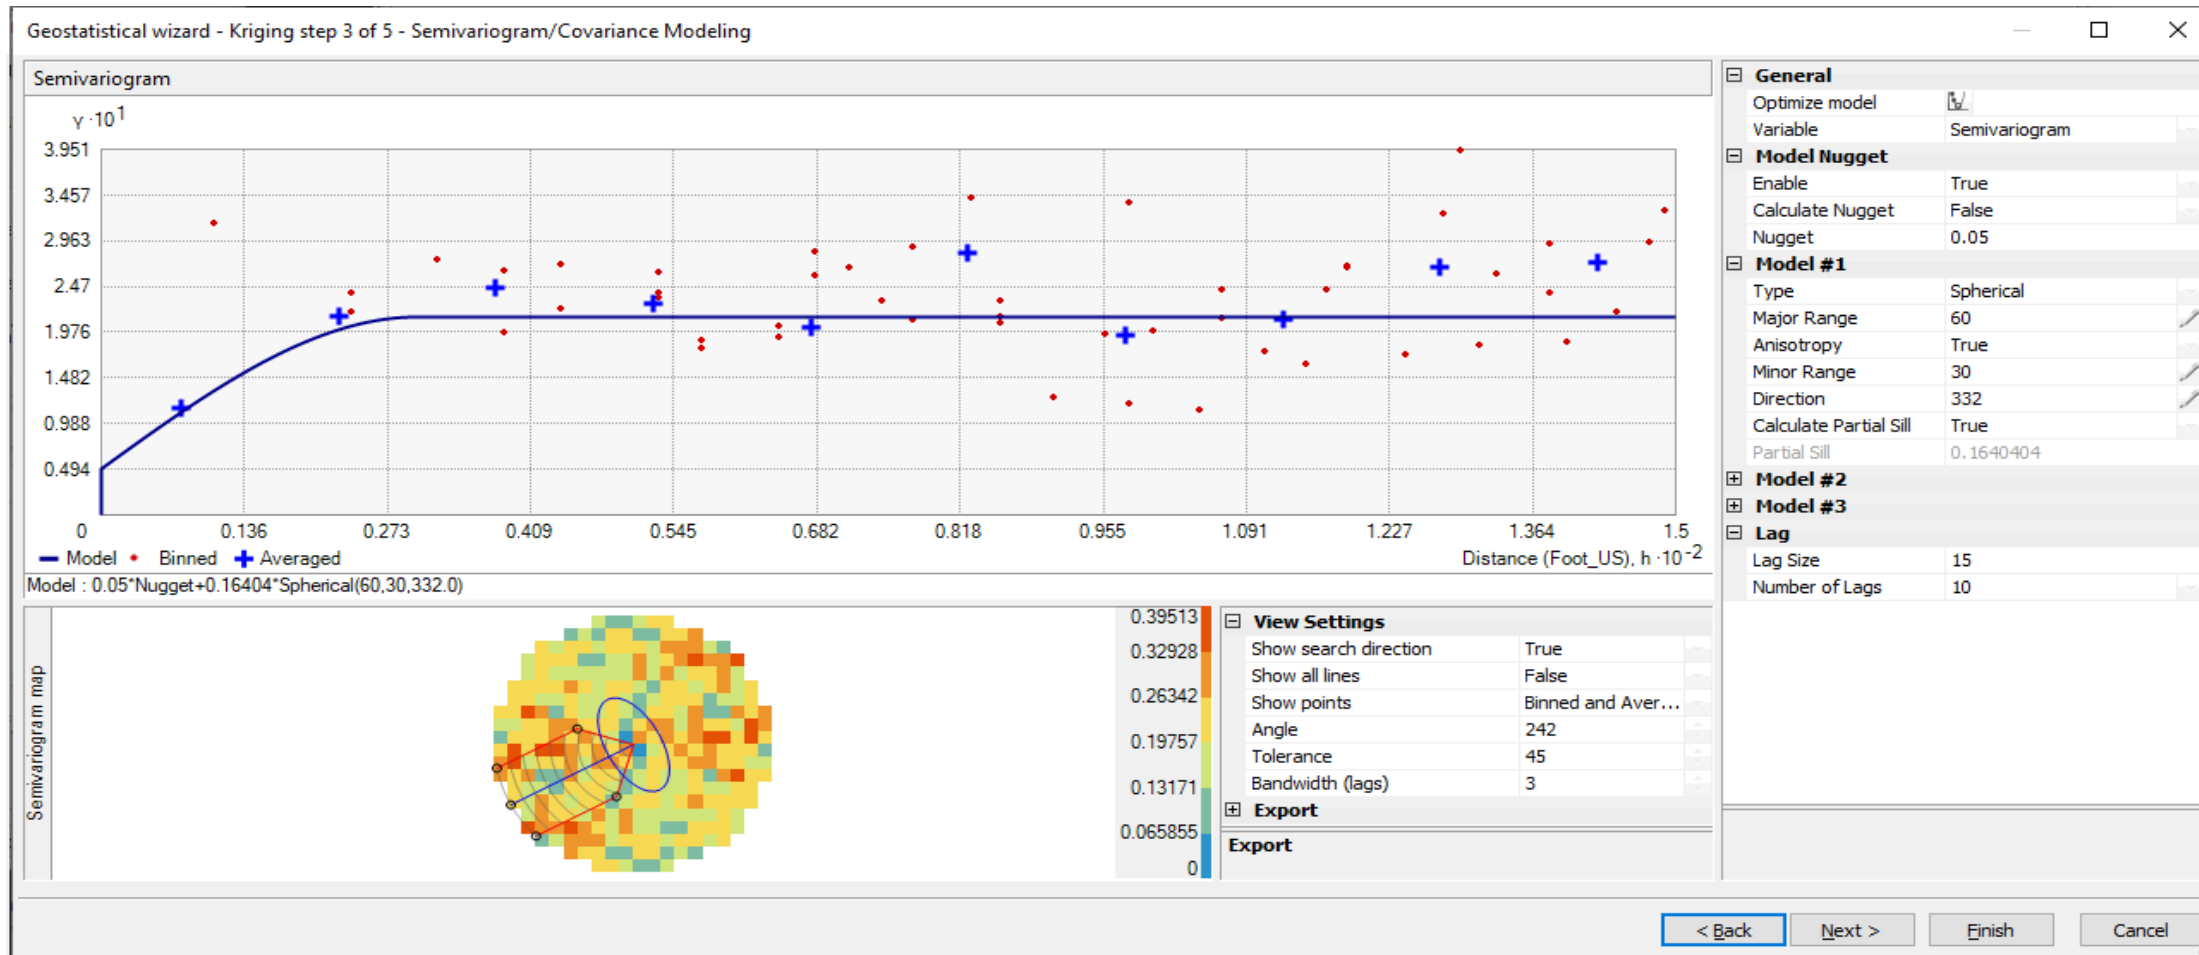 Geostatistical wizard - Kriging step 3 of 5 - Semivariogram/Covariance Modeling
Semivariogram
γ ·10 1
3.951
3.457
2.963
2.47
1.976
1.482
0.988
0.494
0 0.136 0.273 0.409 0.545 0.682 0.818 0.955 1.091 1.227 1.364 1.5
Model Binned Averaged Distance (Foot_US), h ·10 -2
Model : 0.05*Nugget+0.16404*Spherical(60,30,332.0)
General
Optimize model
Variable Semivariogram
Model Nugget
Enable True
Calculate Nugget False
Nugget 0.05
Model #1
Type Spherical
Major Range 60
Anisotropy True
Minor Range 30
Direction 332
Calculate Partial Sill True
Partial Sill 0.1640404
Model #2
Model #3
Lag
Lag Size 15
Number of Lags 10
Semivariogram map
0.39513
0.32928
0.26342
0.19757
0.13171
0.065855
0
View Settings
Show search direction True
Show all lines False
Show points Binned and Aver...
Angle 242
Tolerance 45
Bandwidth (lags) 3
Export
Export
< Back Next > Finish Cancel